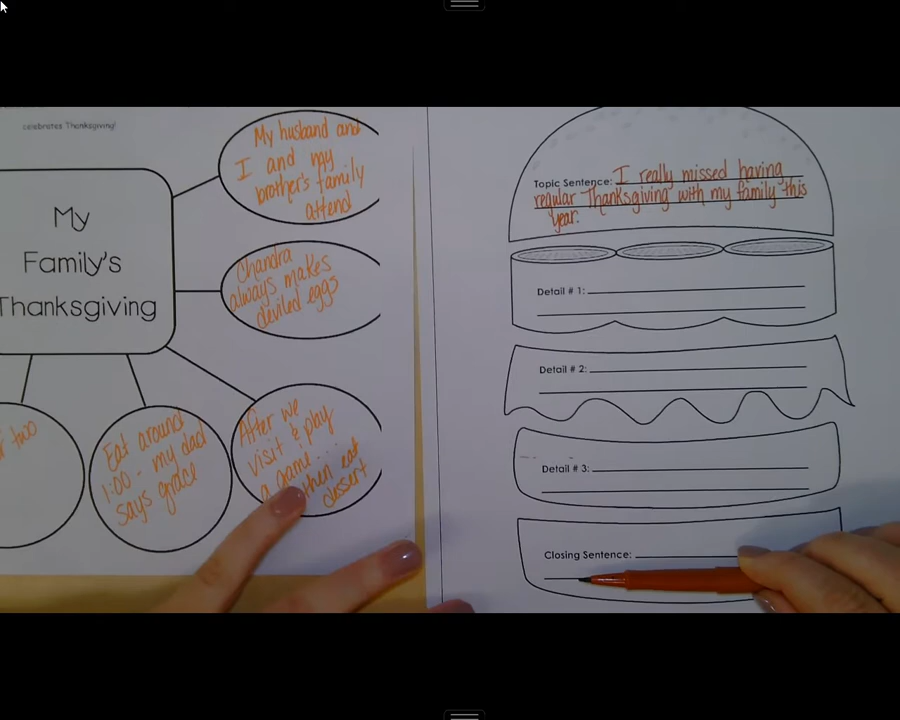 celebrates Thanksgiving!
My
Family's
Thanksgiving
My husband and
I and my
brother's family
attend
Chandra
always makes
deviled eggs
After we
visit & play
a game...
then eat
dessert
Eat around
1:00 - my dad
says grace
two
Topic Sentence: I really missed having
regular Thanksgiving with my family this
year.
Detail # 1:
Detail # 2:
Detail # 3:
Closing Sentence: